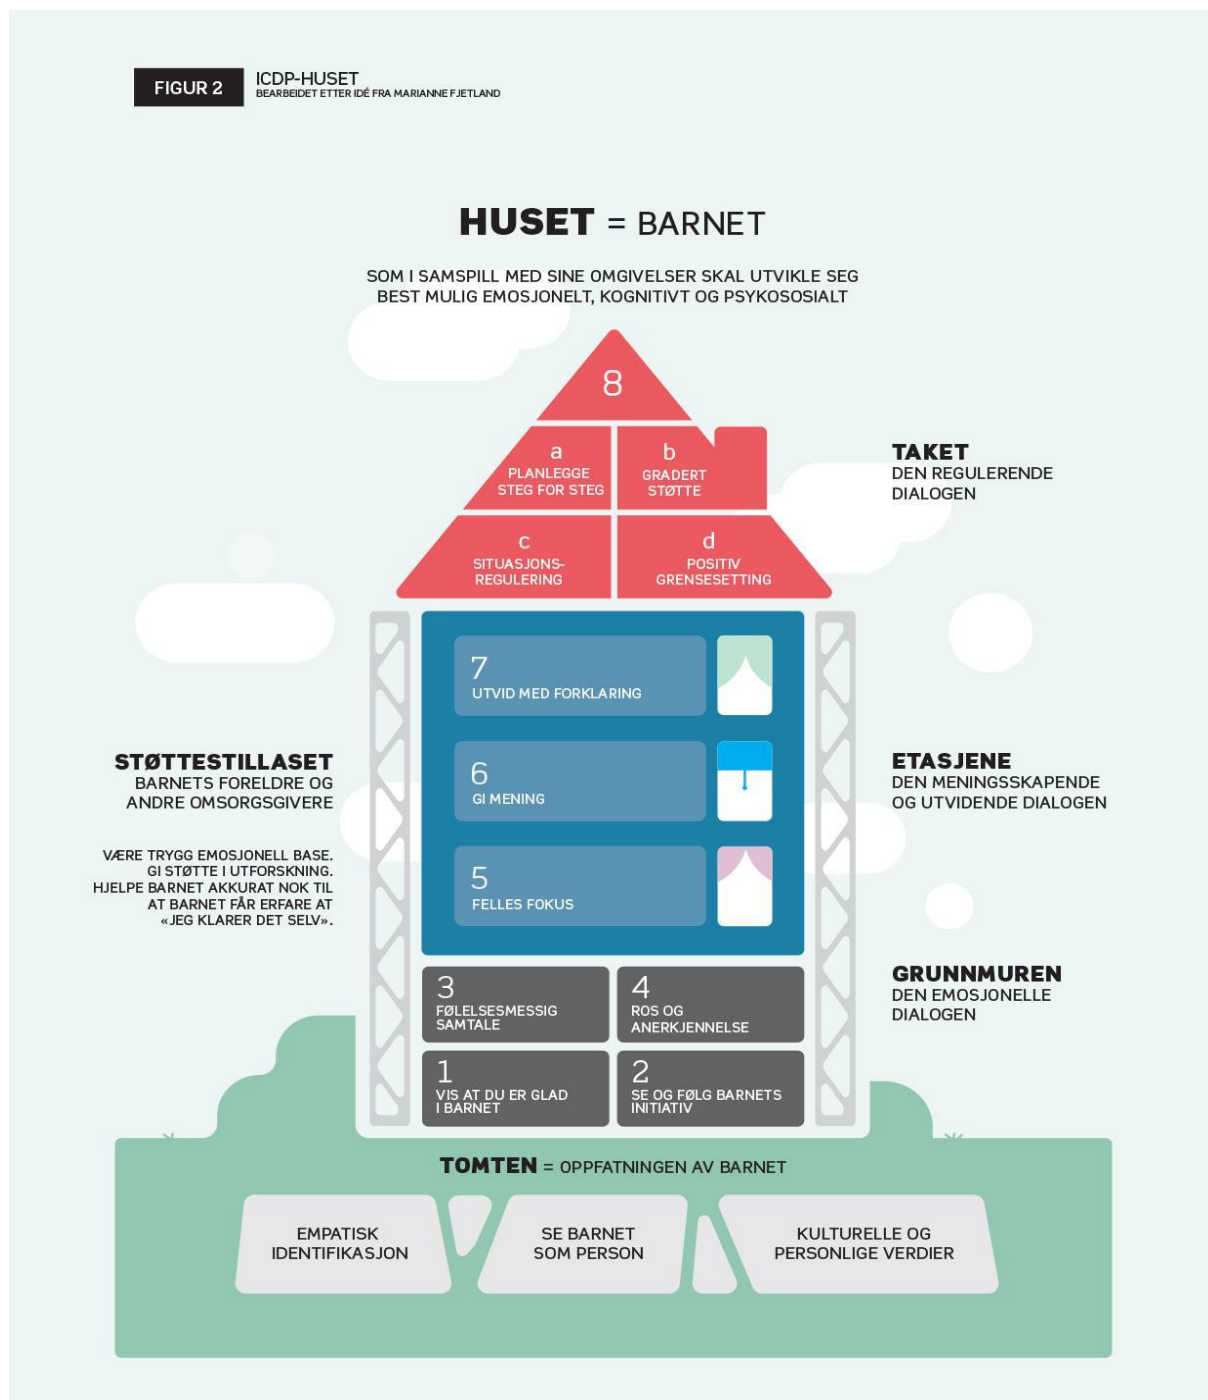 FIGUR 2
ICDP-HUSET
BEARBEIDET ETTER IDÉ FRA MARIANNE FJETLAND
HUSET = BARNET
SOM I SAMSPILL MED SINE OMGIVELSER SKAL UTVIKLE SEG
BEST MULIG EMOSJONELT, KOGNITIVT OG PSYKOSOSIALT
8
a
PLANLEGGE
STEG FOR STEG
b
GRADERT
STØTTE
c
SITUASJONS-
REGULERING
d
POSITIV
GRENSESETTING
TAKET
DEN REGULERENDE
DIALOGEN
7
UTVID MED FORKLARING
6
GI MENING
5
FELLES FOKUS
STØTTESTILLASET
BARNETS FORELDRE OG
ANDRE OMSORGSGIVERE
VÆRE TRYGG EMOSJONELL BASE.
GI STØTTE I UTFORSKNING.
HJELPE BARNET AKKURAT NOK TIL
AT BARNET FÅR ERFARE AT
«JEG KLARER DET SELV».
ETASJENE
DEN MENINGSSKAPENDE
OG UTVIDENDE DIALOGEN
3
FØLELSESMESSIG
SAMTALE
4
ROS OG
ANERKJENNELSE
1
VIS AT DU ER GLAD
I BARNET
2
SE OG FØLG BARNETS
INITIATIV
GRUNNMUREN
DEN EMOSJONELLE
DIALOGEN
TOMTEN = OPPFATNINGEN AV BARNET
EMPATISK
IDENTIFIKASJON
SE BARNET
SOM PERSON
KULTURELLE OG
PERSONLIGE VERDIER